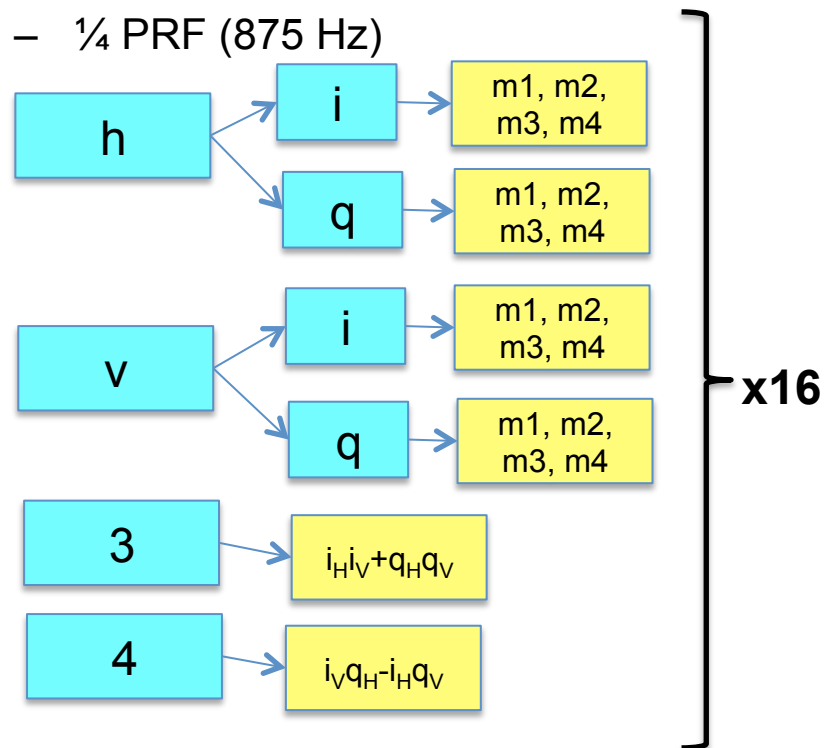 – ¼ PRF (875 Hz)
h
i
m1, m2,
m3, m4
q
m1, m2,
m3, m4
v
i
m1, m2,
m3, m4
q
m1, m2,
m3, m4
x16
3
iHiV+qHqV
4
iVqH-iHqV